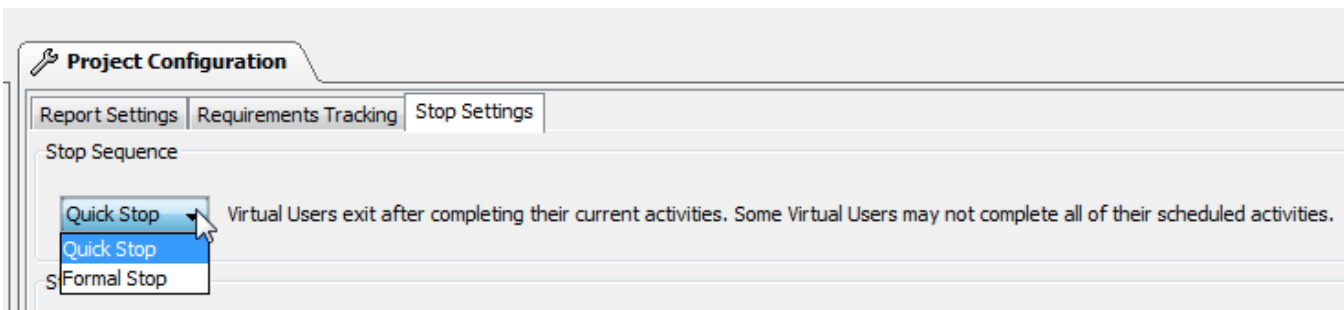 Project Configuration
Report Settings Requirements Tracking Stop Settings
Stop Sequence
Quick Stop Virtual Users exit after completing their current activities. Some Virtual Users may not complete all of their scheduled activities.
Quick Stop
Formal Stop